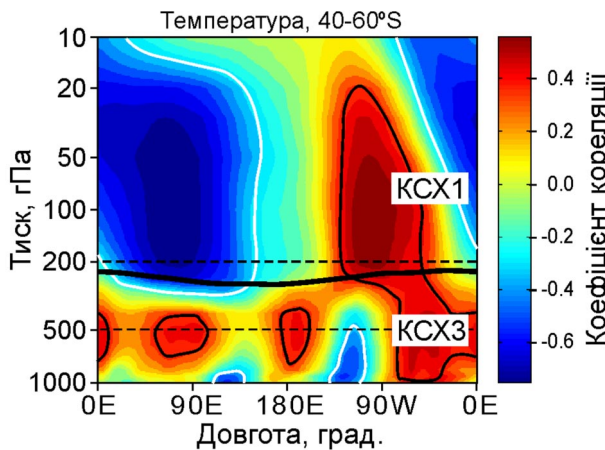 Температура, 40-60ºS
10
20
50
100
200
500
1000
Тиск, гПа
КСХ1
КСХ3
0E
90E
180E
90W
0E
Довгота, град.
0.4
0.2
0.0
-0.2
-0.4
-0.6
Коефіцієнт кореляції